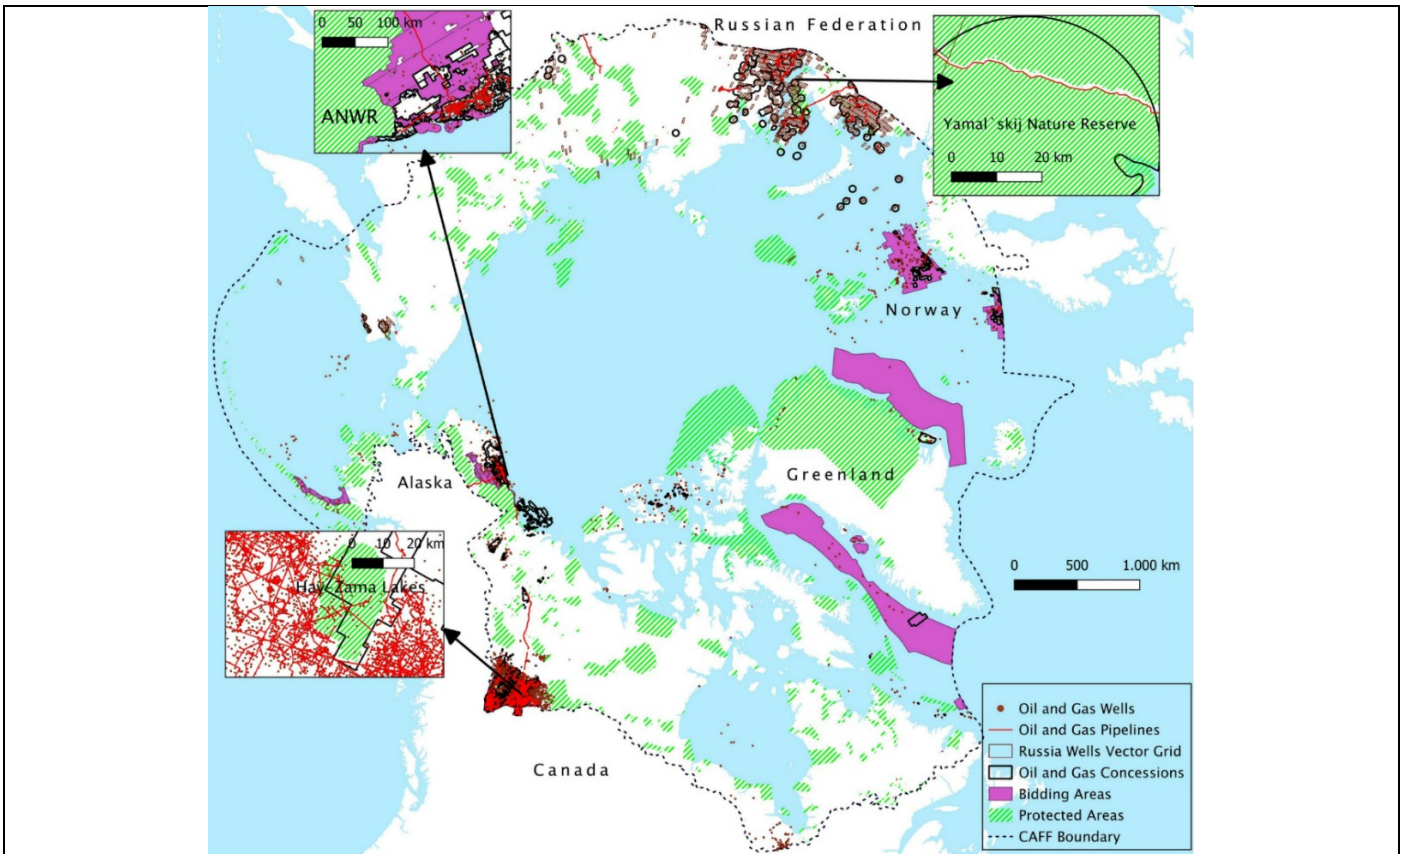 Russian Federation
0 50 100 km
ANWR
Yamal`skij Nature Reserve
0 10 20 km
Norway
Greenland
Alaska
0 10 20 km
Hay-Zama Lakes
0 500 1.000 km
Canada
Oil and Gas Wells
Oil and Gas Pipelines
Russia Wells Vector Grid
Oil and Gas Concessions
Bidding Areas
Protected Areas
CAFF Boundary